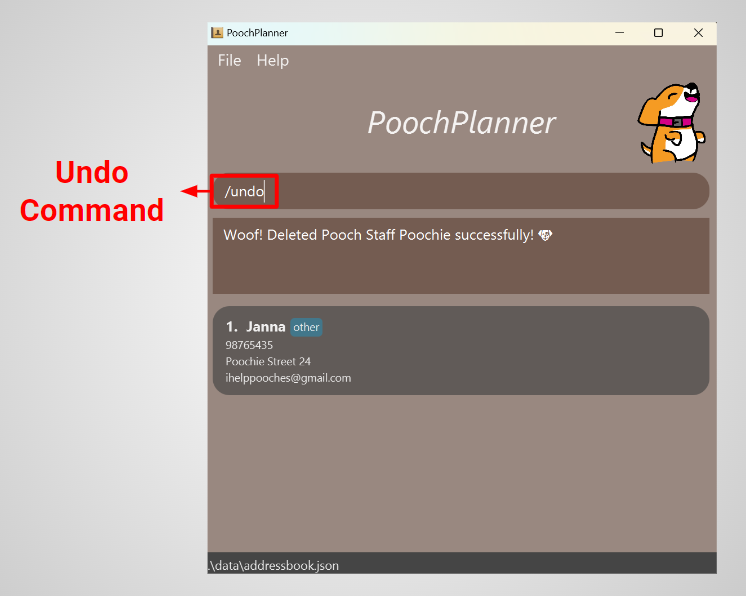 PoochPlanner
File Help
PoochPlanner
Undo
Command
/undo
Woof! Deleted Pooch Staff Poochie successfully!
1. Janna other
98765435
Poochie Street 24
ihelppooches@gmail.com
.\data\addressbook.json